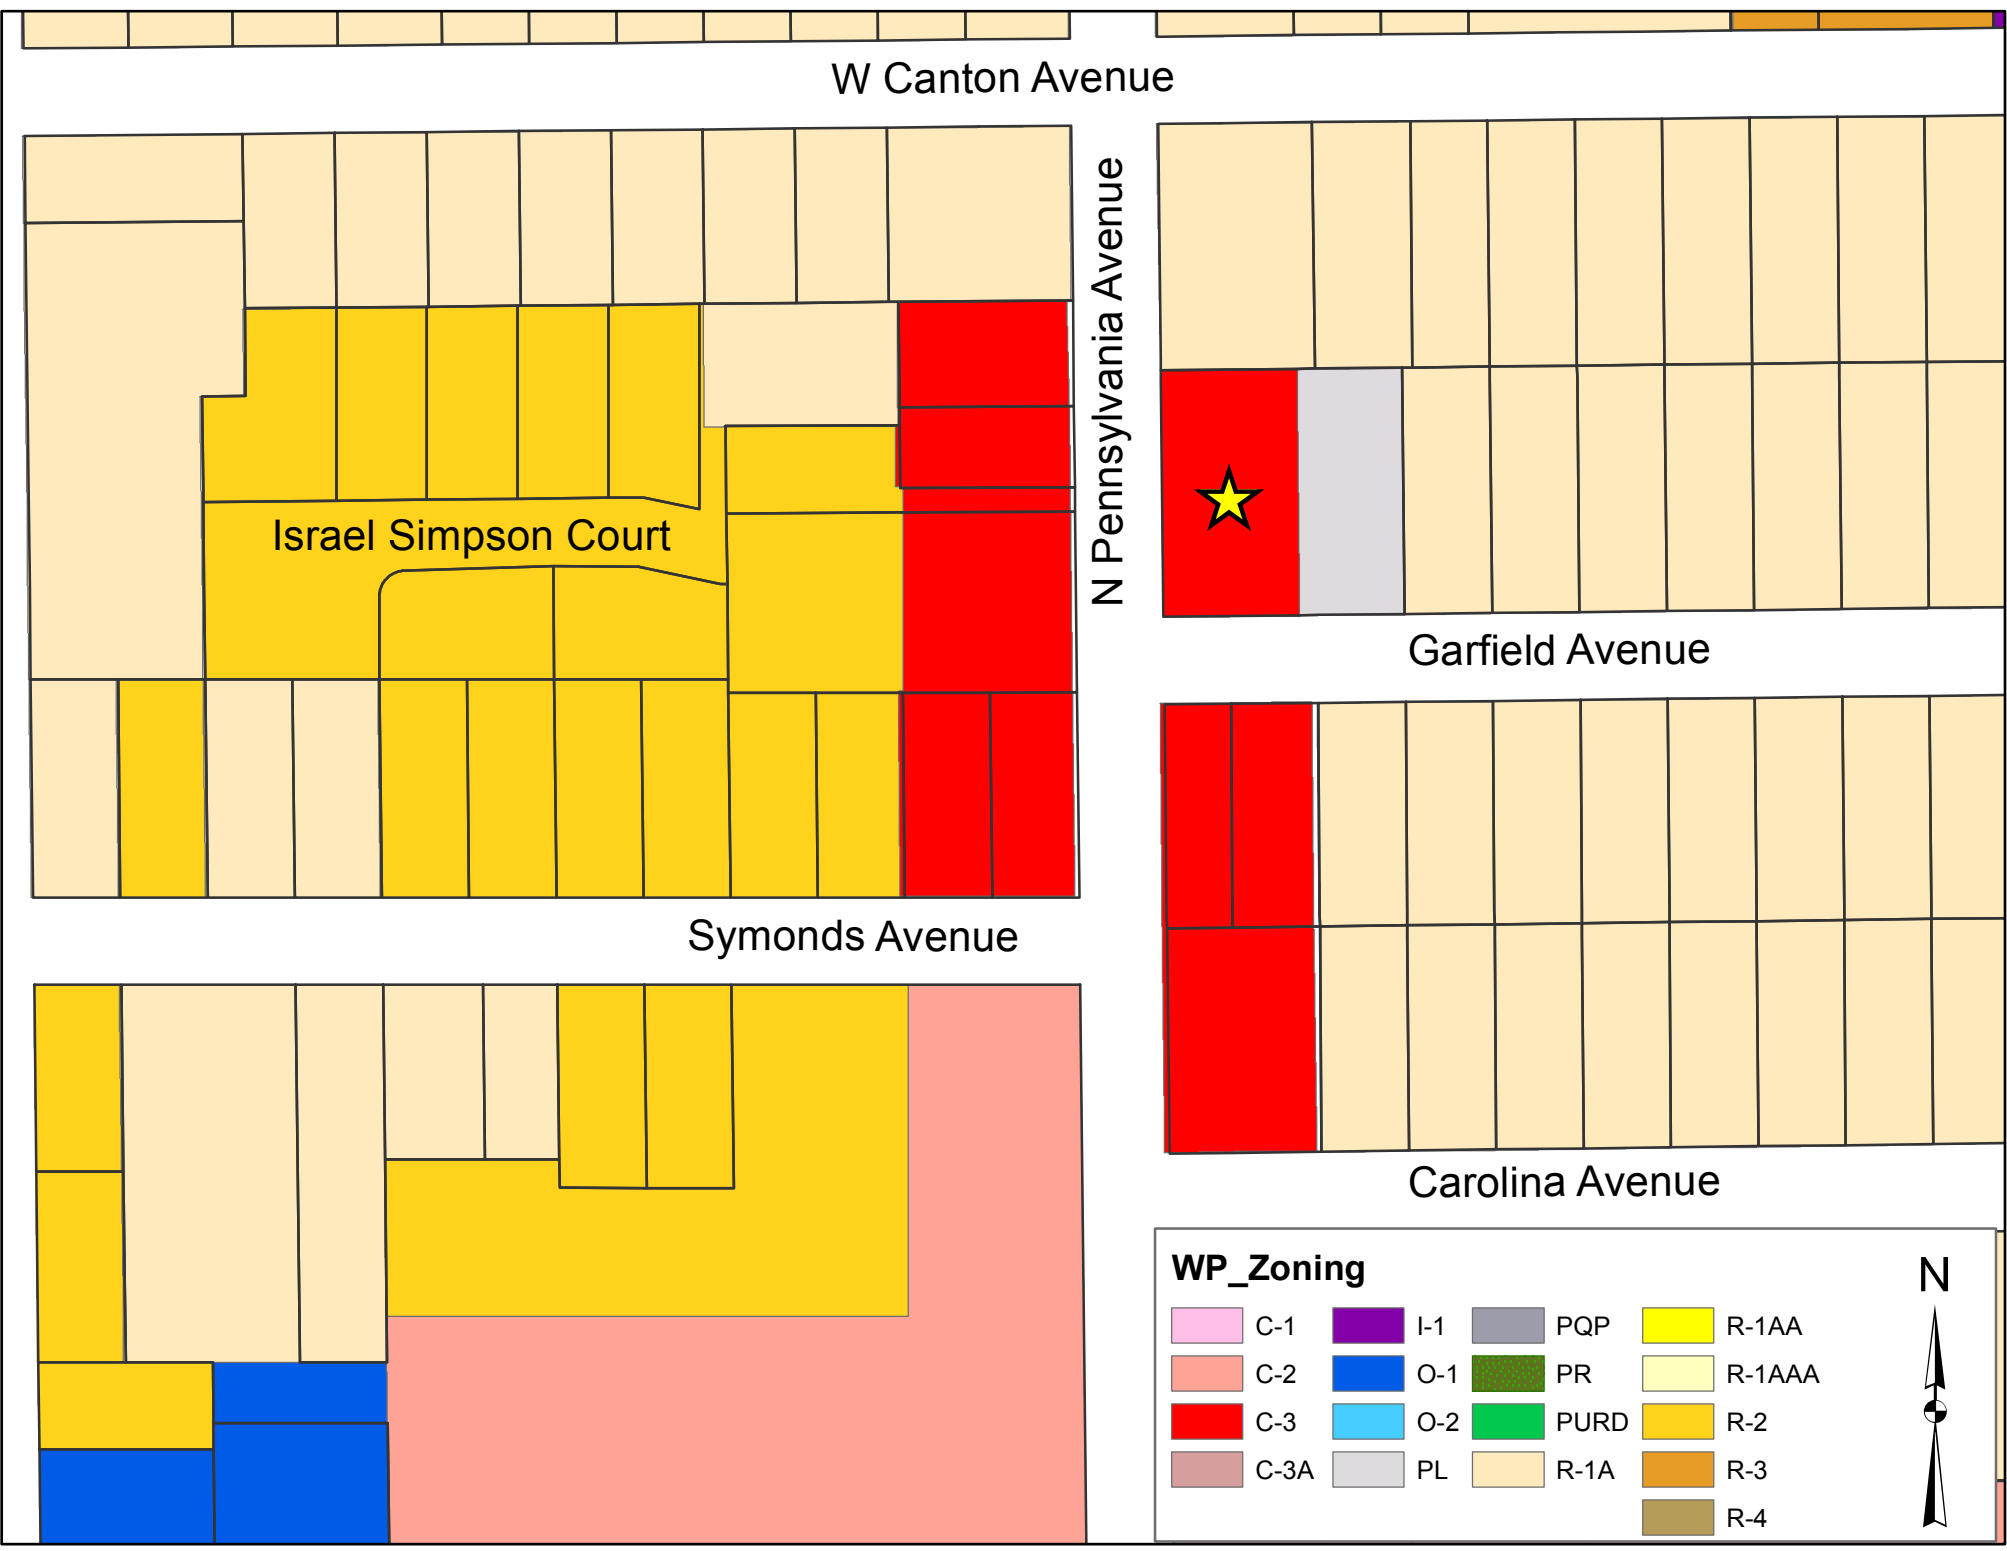 W Canton Avenue
N Pennsylvania Avenue
Israel Simpson Court
Garfield Avenue
Symonds Avenue
Carolina Avenue
WP_Zoning
N
C-1
I-1
PQP
R-1AA
C-2
O-1
PR
R-1AAA
C-3
O-2
PURD
R-2
C-3A
PL
R-1A
R-3
R-4